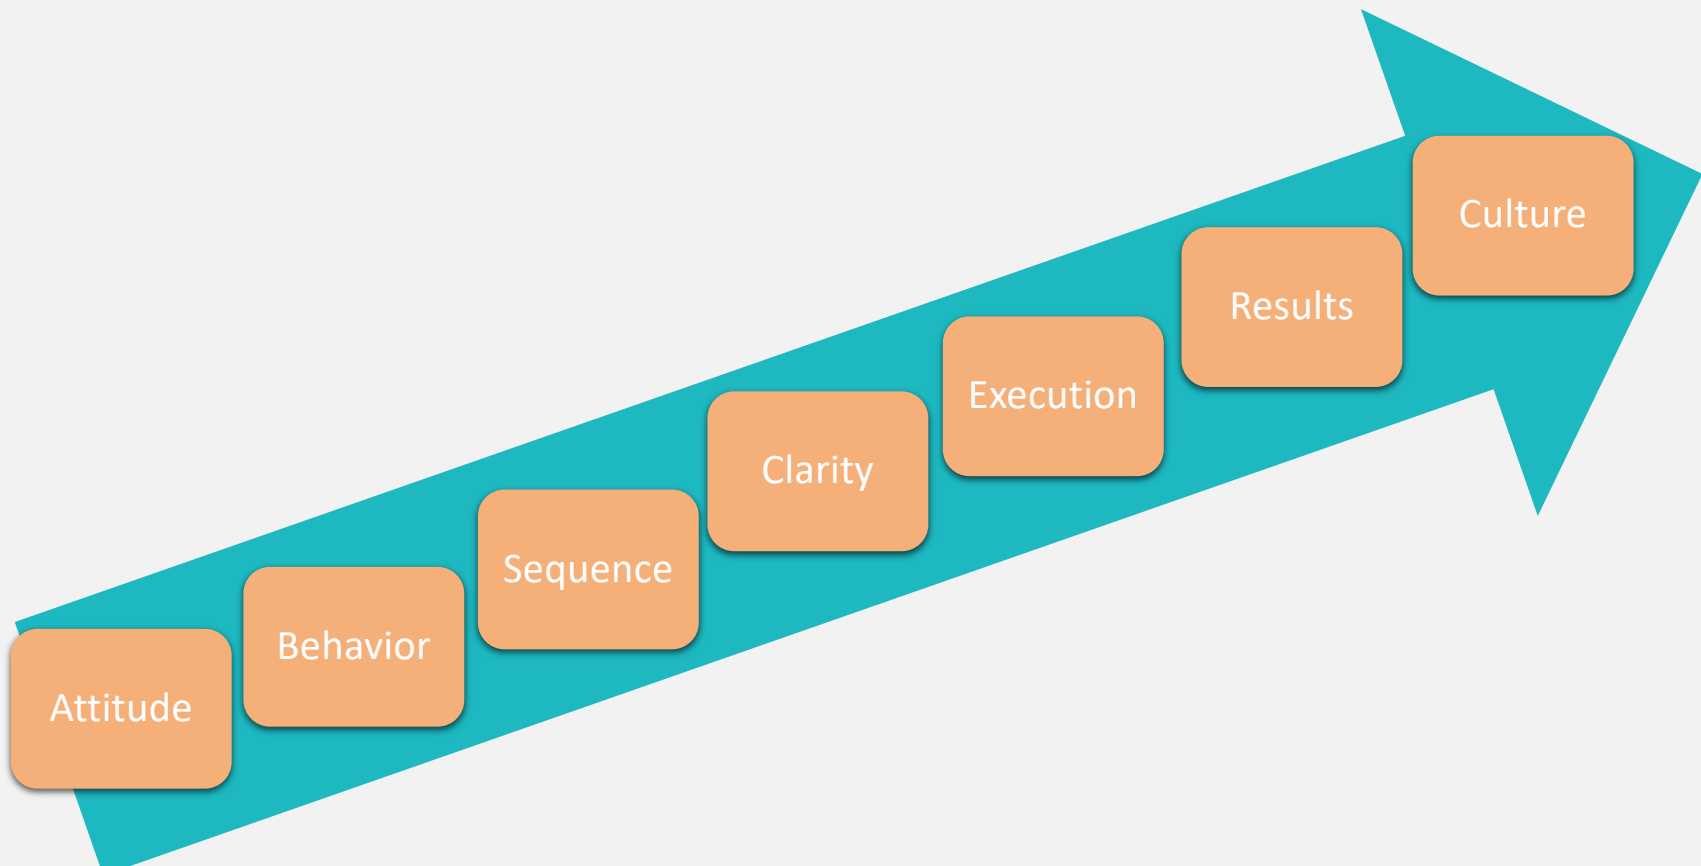 Attitude
Behavior
Sequence
Clarity
Execution
Results
Culture